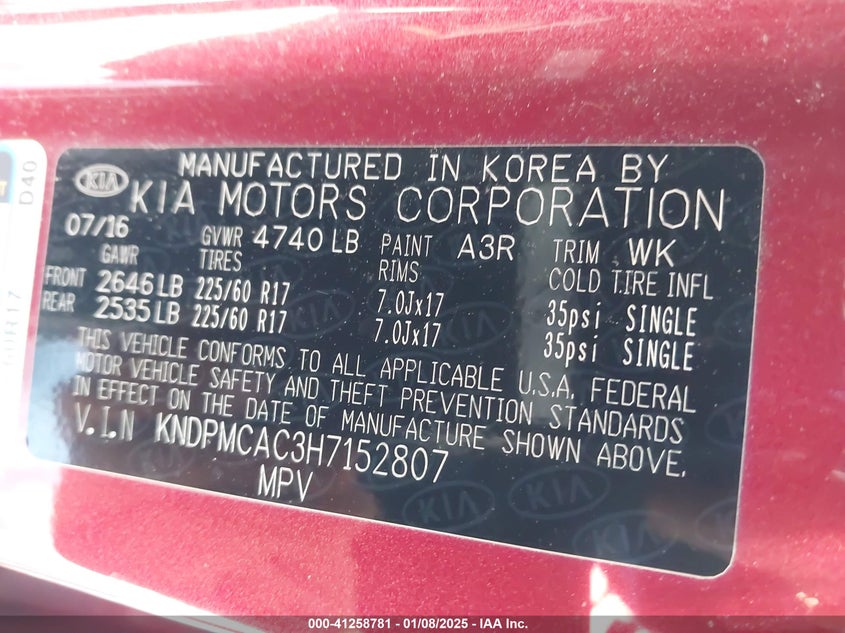 D40
60R17
KIA
MANUFACTURED IN KOREA BY
KIA MOTORS CORPORATION
07/16 GVWR 4740 LB PAINT A3R TRIM WK
GAWR TIRES RIMS COLD TIRE INFL
FRONT 2646 LB 225/60 R17 7.0Jx17 35psi SINGLE
REAR 2535 LB 225/60 R17 7.0Jx17 35psi SINGLE
THIS VEHICLE CONFORMS TO ALL APPLICABLE U.S.A. FEDERAL
MOTOR VEHICLE SAFETY AND THEFT PREVENTION STANDARDS
IN EFFECT ON THE DATE OF MANUFACTURE SHOWN ABOVE.
V.I.N KNDPMCAC3H7152807
MPV
000-41258781 — 01/08/2025 — IAA Inc.